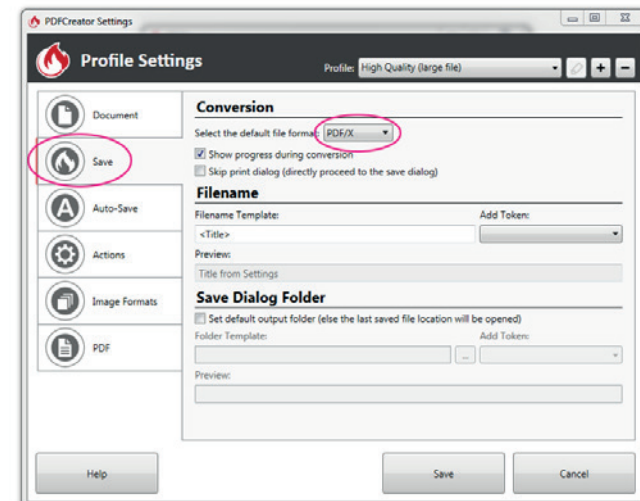 PDFCreator Settings
Profile Settings
Profile: High Quality (large file)
Document
Save
Auto-Save
Actions
Image Formats
PDF
Conversion
Select the default file format: PDF/X
Show progress during conversion
Skip print dialog (directly proceed to the save dialog)
Filename
Filename Template: Add Token:
<Title>
Preview:
Title from Settings
Save Dialog Folder
Set default output folder (else the last saved file location will be opened)
Folder Template: Add Token:
...
Preview:
Help Save Cancel